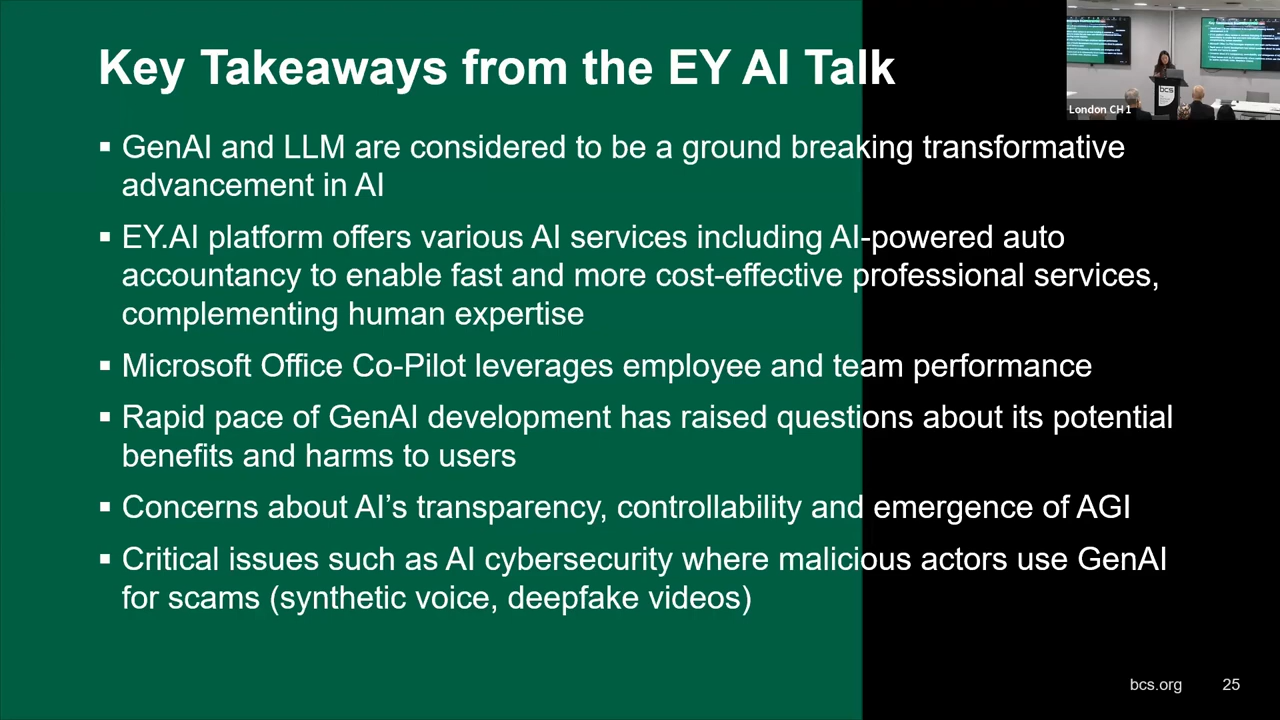 Key Takeaways from the EY AI Talk
London CH 1
bcs
▪ GenAI and LLM are considered to be a ground breaking transformative
advancement in AI
▪ EY.AI platform offers various AI services including AI-powered auto
accountancy to enable fast and more cost-effective professional services,
complementing human expertise
▪ Microsoft Office Co-Pilot leverages employee and team performance
▪ Rapid pace of GenAI development has raised questions about its potential
benefits and harms to users
▪ Concerns about AI’s transparency, controllability and emergence of AGI
▪ Critical issues such as AI cybersecurity where malicious actors use GenAI
for scams (synthetic voice, deepfake videos)
bcs.org 25